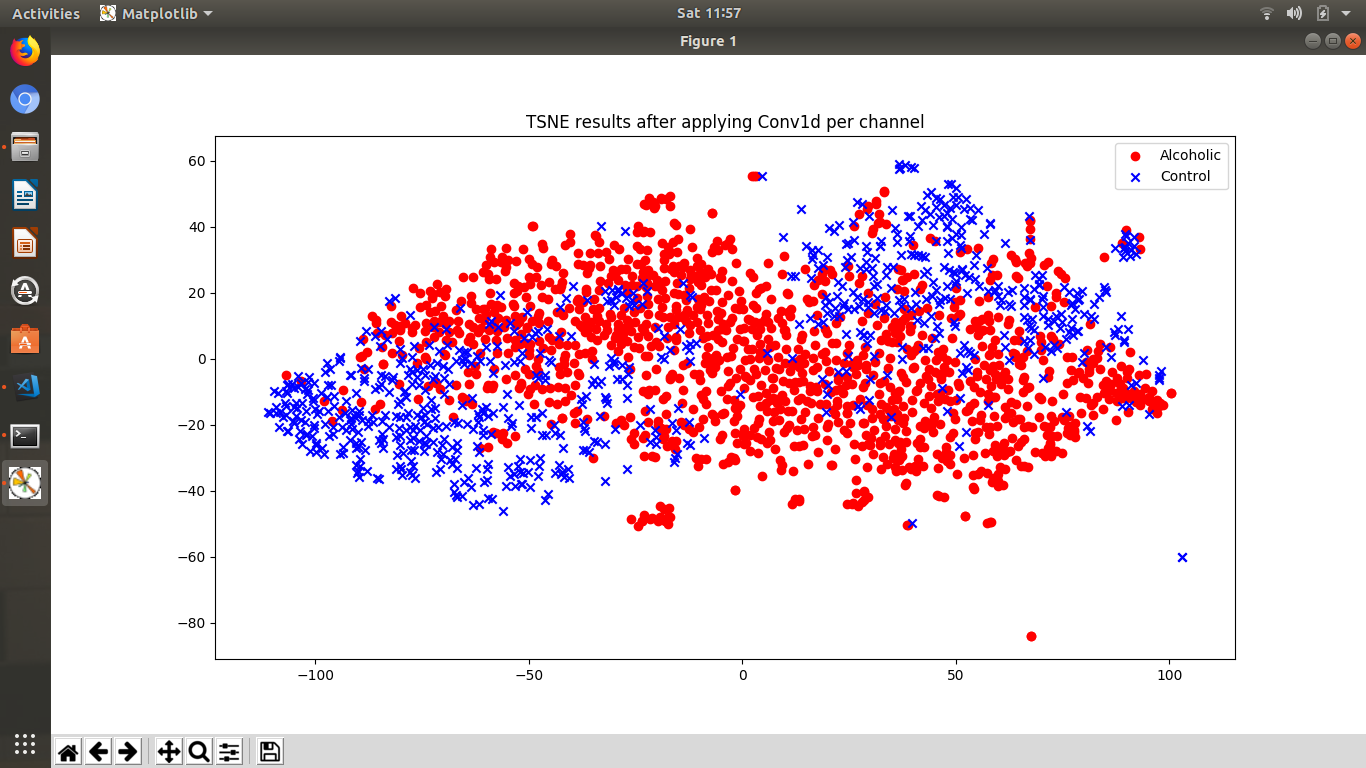 Activities Matplotlib Sat 11:57
Figure 1
TSNE results after applying Conv1d per channel
Alcoholic
Control
60
40
20
0
−20
−40
−60
−80
−100 −50 0 50 100